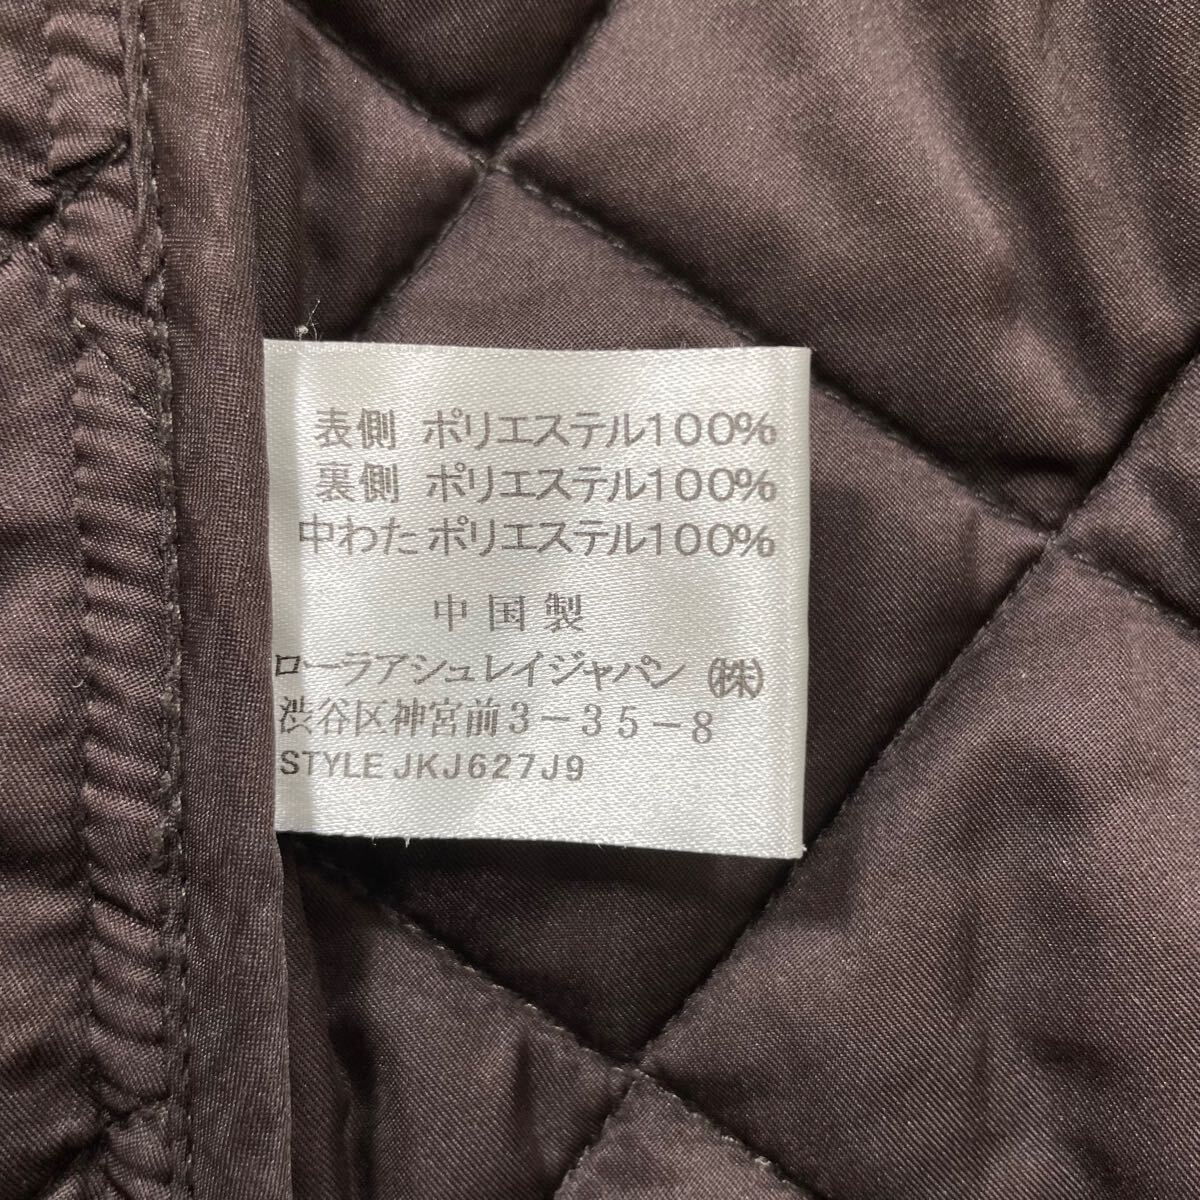 表側 ポリエステル100%
裏側 ポリエステル100%
中わた ポリエステル100%
中国製
ローラアシュレイジャパン ㈱
渋谷区神宮前3-35-8
STYLE JKJ627J9